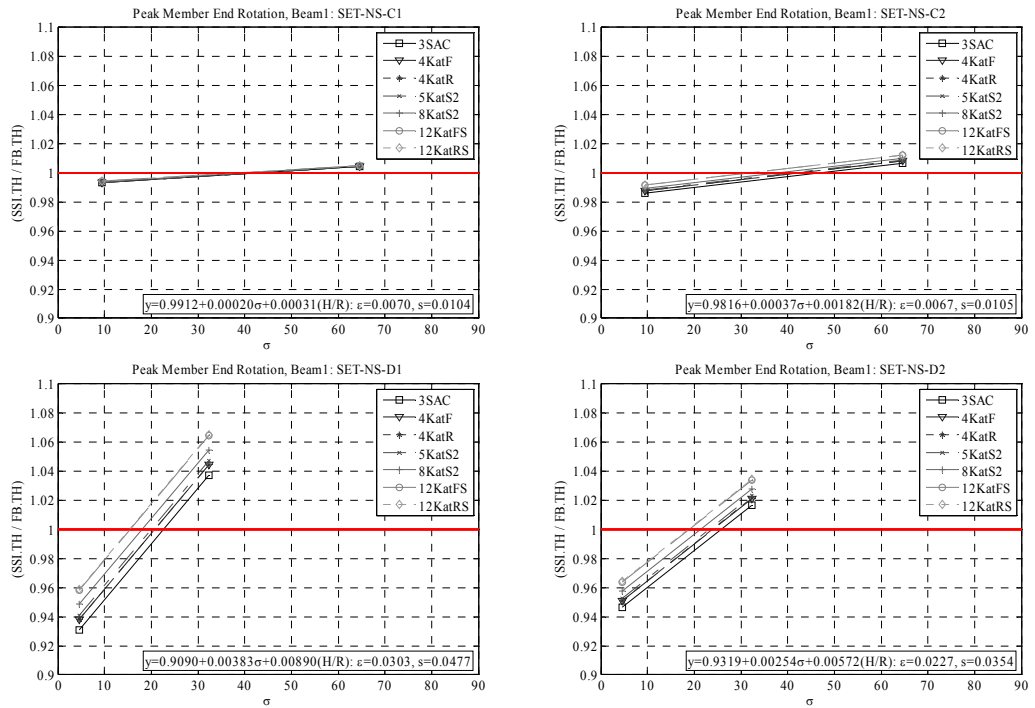 Peak Member End Rotation, Beam1: SET-NS-C1
(SSI.TH / FB.TH)
1.1
1.08
1.06
1.04
1.02
1
0.98
0.96
0.94
0.92
0.9
3SAC
4KatF
4KatR
5KatS2
8KatS2
12KatFS
12KatRS
y=0.9912+0.00020σ+0.00031(H/R): ε=0.0070, s=0.0104
0 10 20 30 40 50 60 70 80 90
σ
Peak Member End Rotation, Beam1: SET-NS-C2
(SSI.TH / FB.TH)
1.1
1.08
1.06
1.04
1.02
1
0.98
0.96
0.94
0.92
0.9
3SAC
4KatF
4KatR
5KatS2
8KatS2
12KatFS
12KatRS
y=0.9816+0.00037σ+0.00182(H/R): ε=0.0067, s=0.0105
0 10 20 30 40 50 60 70 80 90
σ
Peak Member End Rotation, Beam1: SET-NS-D1
(SSI.TH / FB.TH)
1.1
1.08
1.06
1.04
1.02
1
0.98
0.96
0.94
0.92
0.9
3SAC
4KatF
4KatR
5KatS2
8KatS2
12KatFS
12KatRS
y=0.9090+0.00383σ+0.00890(H/R): ε=0.0303, s=0.0477
0 10 20 30 40 50 60 70 80 90
σ
Peak Member End Rotation, Beam1: SET-NS-D2
(SSI.TH / FB.TH)
1.1
1.08
1.06
1.04
1.02
1
0.98
0.96
0.94
0.92
0.9
3SAC
4KatF
4KatR
5KatS2
8KatS2
12KatFS
12KatRS
y=0.9319+0.00254σ+0.00572(H/R): ε=0.0227, s=0.0354
0 10 20 30 40 50 60 70 80 90
σ